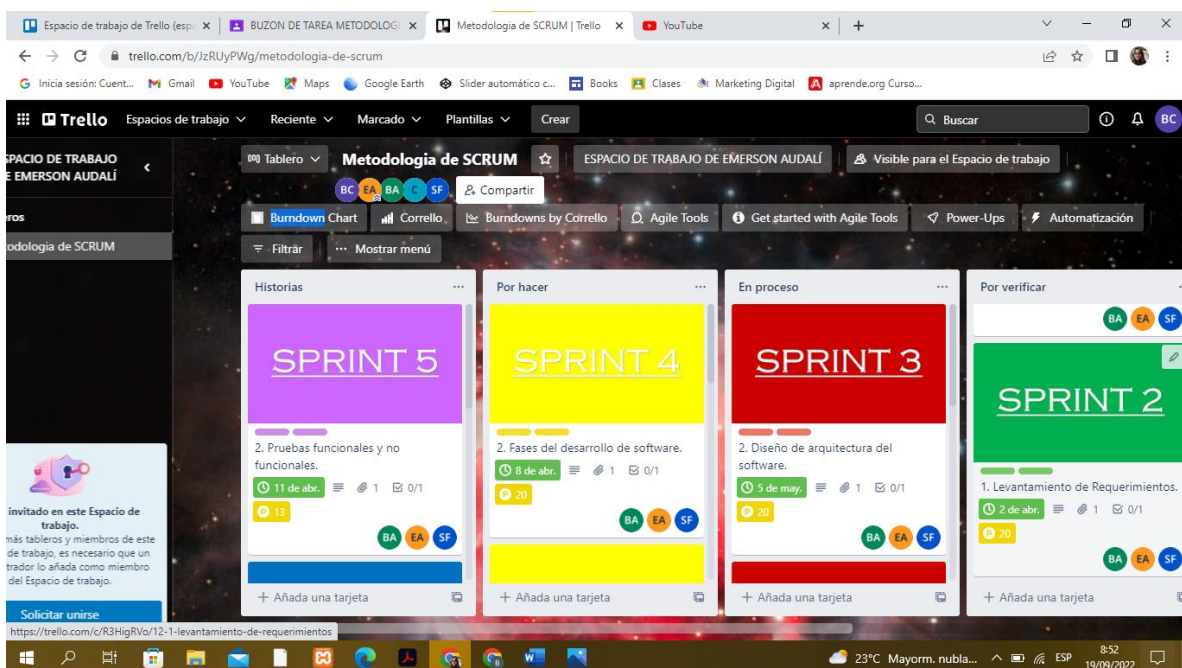 Espacio de trabajo de Trello (esp
BUZON DE TAREA METODOLOGI
Metodologia de SCRUM | Trello
YouTube
trello.com/b/JzRUyPWg/metodologia-de-scrum
Inicia sesión: Cuent...
Gmail
YouTube
Maps
Google Earth
Slider automático c...
Books
Clases
Marketing Digital
aprende.org Curso...
Trello
Espacios de trabajo
Reciente
Marcado
Plantillas
Crear
Buscar
BC
SPACIO DE TRABAJO
E EMERSON AUDALÍ
Tablero
Metodologia de SCRUM
ESPACIO DE TRABAJO DE EMERSON AUDALÍ
Visible para el Espacio de trabajo
BC EA BA C SF
Compartir
ros
Burndown Chart
Corrello
Burndowns by Corrello
Agile Tools
Get started with Agile Tools
Power-Ups
Automatización
todologia de SCRUM
Filtrar
Mostrar menú
Historias
SPRINT 5
2. Pruebas funcionales y no
funcionales.
11 de abr. 1 0/1
P 13
BA EA SF
Añada una tarjeta
Por hacer
SPRINT 4
2. Fases del desarrollo de software.
8 de abr. 1 0/1
P 20
BA EA SF
Añada una tarjeta
En proceso
SPRINT 3
2. Diseño de arquitectura del
software.
5 de may. 1 0/1
P 20
BA EA SF
Añada una tarjeta
Por verificar
BA EA SF
SPRINT 2
1. Levantamiento de Requerimientos.
2 de abr. 1 0/1
P 20
BA EA SF
Añada una tarjeta
invitado en este Espacio de
trabajo.
más tableros y miembros de este
de trabajo, es necesario que un
trador lo añada como miembro
del Espacio de trabajo.
Solicitar unirse
https://trello.com/c/R3HigRVo/12-1-levantamiento-de-requerimientos
23°C Mayorm. nubla...
ESP
8:52
19/09/2022